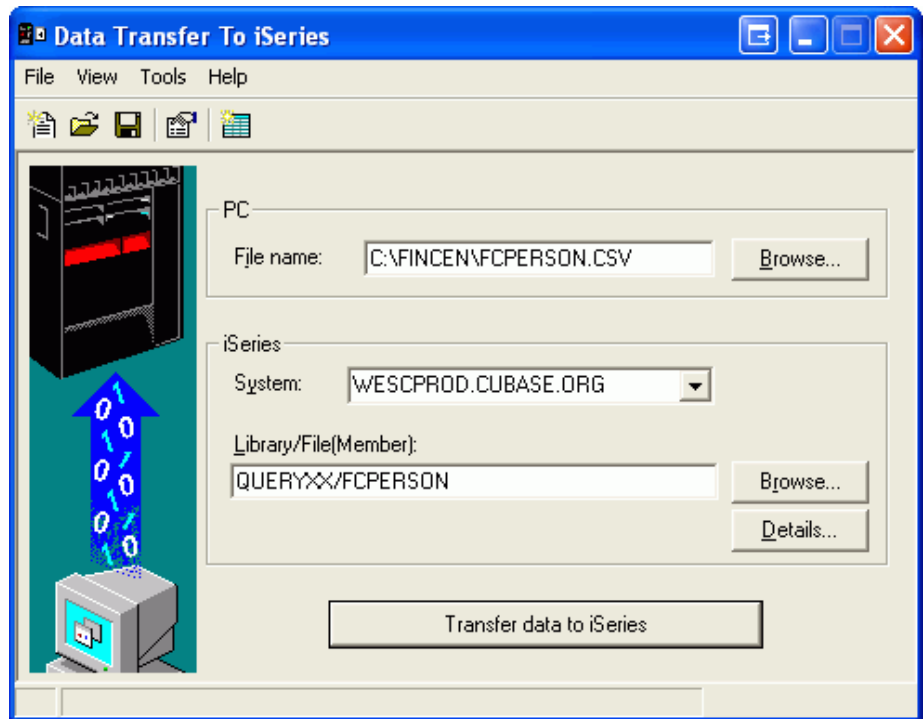 Data Transfer To iSeries
File View Tools Help
PC
File name: C:\FINCEN\FCPERSON.CSV Browse...
iSeries
System: WESCPROD.CUBASE.ORG
Library/File(Member):
QUERYXX/FCPERSON Browse...
Details...
Transfer data to iSeries